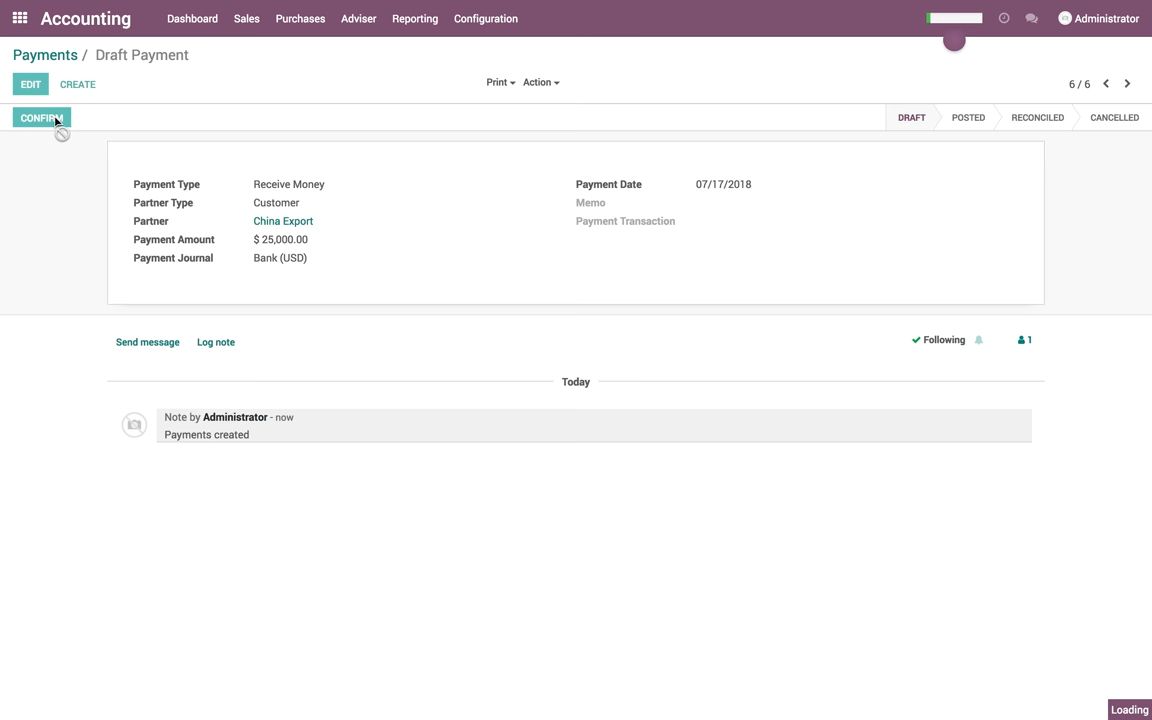 Accounting Dashboard Sales Purchases Adviser Reporting Configuration Administrator
Payments / Draft Payment
EDIT CREATE Print Action 6 / 6
CONFIRM DRAFT POSTED RECONCILED CANCELLED
Payment Type Receive Money Payment Date 07/17/2018
Partner Type Customer Memo
Partner China Export Payment Transaction
Payment Amount $ 25,000.00
Payment Journal Bank (USD)
Send message Log note Following 1
Today
Note by Administrator - now
Payments created
Loading